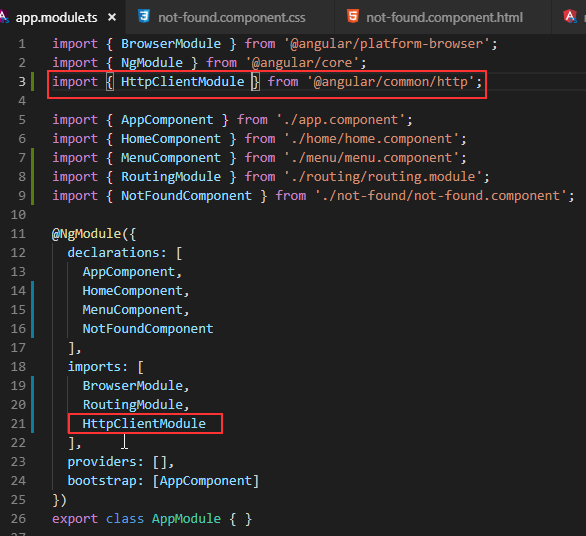 app.module.ts × not-found.component.css not-found.component.html
1 import { BrowserModule } from '@angular/platform-browser';
2 import { NgModule } from '@angular/core';
3 import { HttpClientModule } from '@angular/common/http';
4
5 import { AppComponent } from './app.component';
6 import { HomeComponent } from './home/home.component';
7 import { MenuComponent } from './menu/menu.component';
8 import { RoutingModule } from './routing/routing.module';
9 import { NotFoundComponent } from './not-found/not-found.component';
10
11 @NgModule({
12 declarations: [
13 AppComponent,
14 HomeComponent,
15 MenuComponent,
16 NotFoundComponent
17 ],
18 imports: [
19 BrowserModule,
20 RoutingModule,
21 HttpClientModule
22 ],
23 providers: [],
24 bootstrap: [AppComponent]
25 })
26 export class AppModule { }